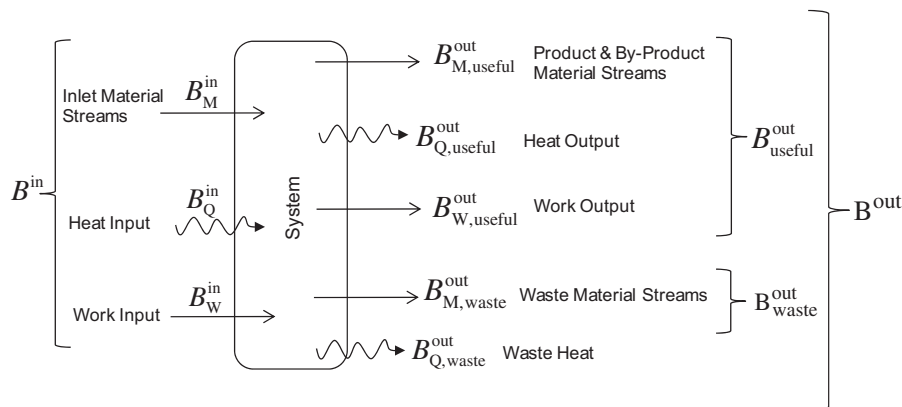 B^in
Inlet Material
Streams
B_M^in
Heat Input
B_Q^in
Work Input
B_W^in
System
B_M,useful^out
Product & By-Product
Material Streams
B_Q,useful^out
Heat Output
B_W,useful^out
Work Output
B_M,waste^out
Waste Material Streams
B_Q,waste^out
Waste Heat
B_useful^out
B_waste^out
B^out